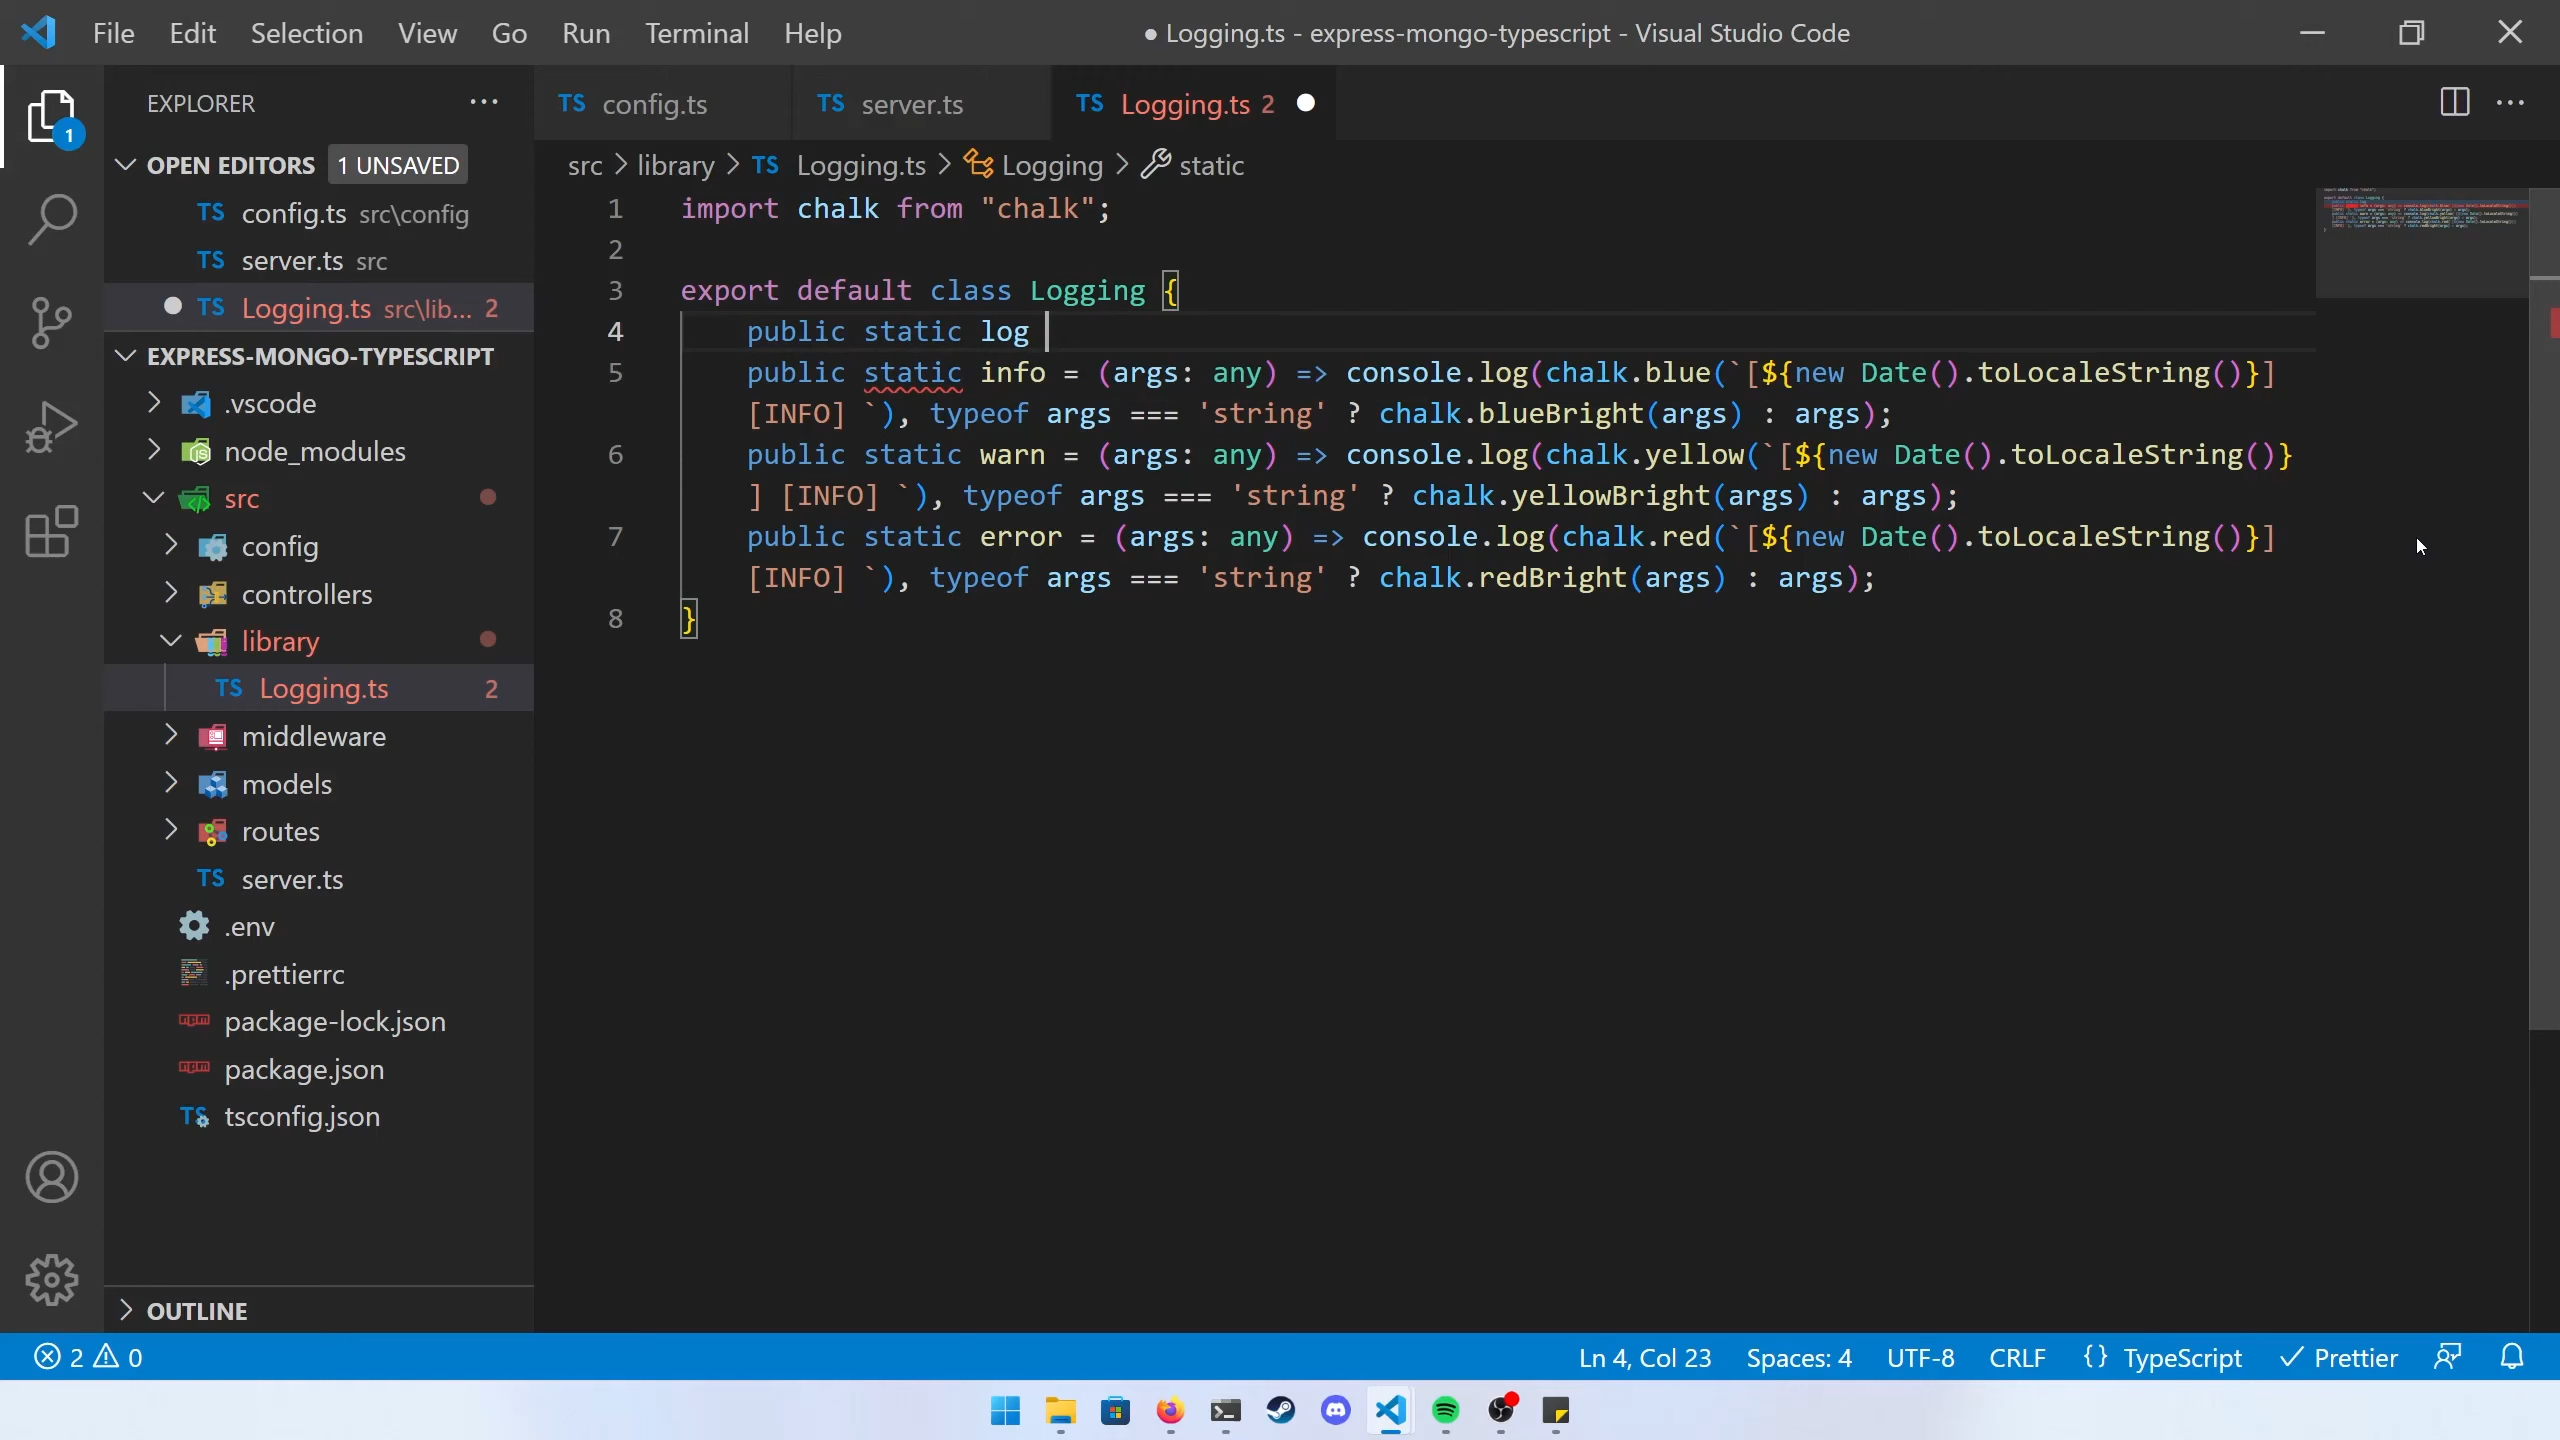 File Edit Selection View Go Run Terminal Help
● Logging.ts - express-mongo-typescript - Visual Studio Code
EXPLORER
1
OPEN EDITORS 1 UNSAVED
TS config.ts src\config
TS server.ts src
TS Logging.ts src\lib... 2
EXPRESS-MONGO-TYPESCRIPT
.vscode
node_modules
src
config
controllers
library
TS Logging.ts 2
middleware
models
routes
TS server.ts
.env
.prettierrc
package-lock.json
package.json
TS tsconfig.json
OUTLINE
TS config.ts TS server.ts TS Logging.ts 2
src > library > TS Logging.ts > Logging > static
1 import chalk from "chalk";
2
3 export default class Logging {
4 public static log
5 public static info = (args: any) => console.log(chalk.blue(`[${new Date().toLocaleString()}]
[INFO] `), typeof args === 'string' ? chalk.blueBright(args) : args);
6 public static warn = (args: any) => console.log(chalk.yellow(`[${new Date().toLocaleString()}
] [INFO] `), typeof args === 'string' ? chalk.yellowBright(args) : args);
7 public static error = (args: any) => console.log(chalk.red(`[${new Date().toLocaleString()}]
[INFO] `), typeof args === 'string' ? chalk.redBright(args) : args);
8 }
2 0
Ln 4, Col 23 Spaces: 4 UTF-8 CRLF {} TypeScript Prettier